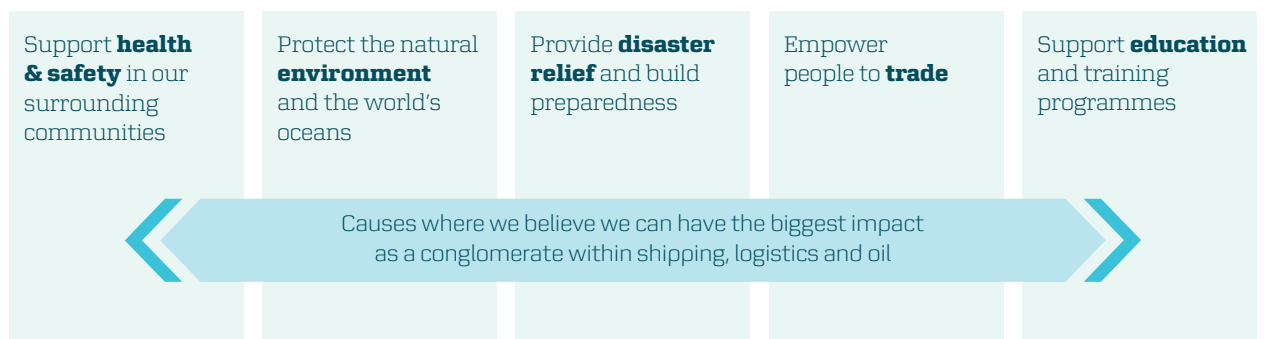 Support health
& safety in our
surrounding
communities
Protect the natural
environment
and the world's
oceans
Provide disaster
relief and build
preparedness
Empower
people to trade
Support education
and training
programmes
Causes where we believe we can have the biggest impact
as a conglomerate within shipping, logistics and oil